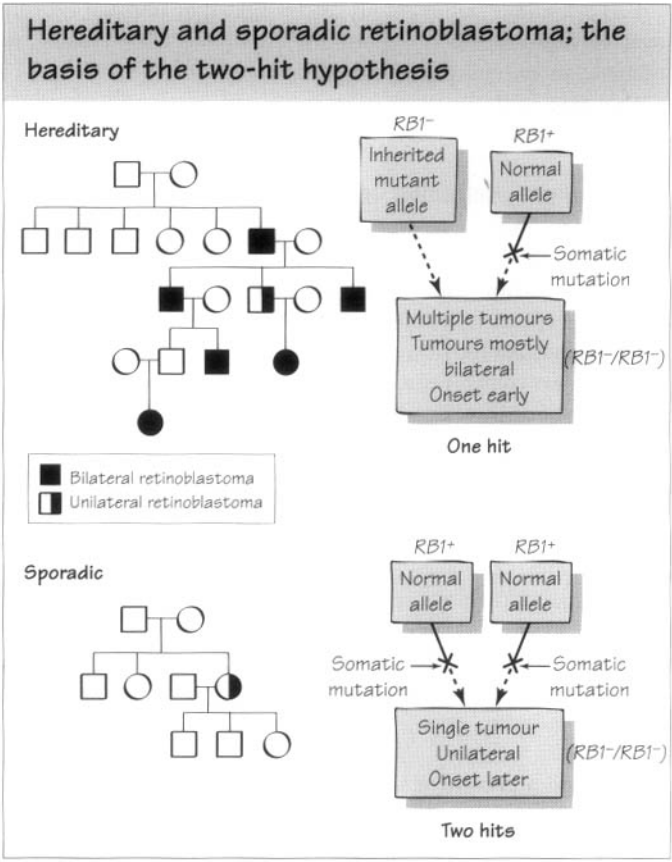 Hereditary and sporadic retinoblastoma; the
basis of the two-hit hypothesis
Hereditary
RB1⁻
Inherited
mutant
allele
RB1⁺
Normal
allele
Somatic
mutation
Multiple tumours
Tumours mostly
bilateral
Onset early
(RB1⁻/RB1⁻)
One hit
Bilateral retinoblastoma
Unilateral retinoblastoma
Sporadic
RB1⁺
Normal
allele
RB1⁺
Normal
allele
Somatic
mutation
Somatic
mutation
Single tumour
Unilateral
Onset later
(RB1⁻/RB1⁻)
Two hits